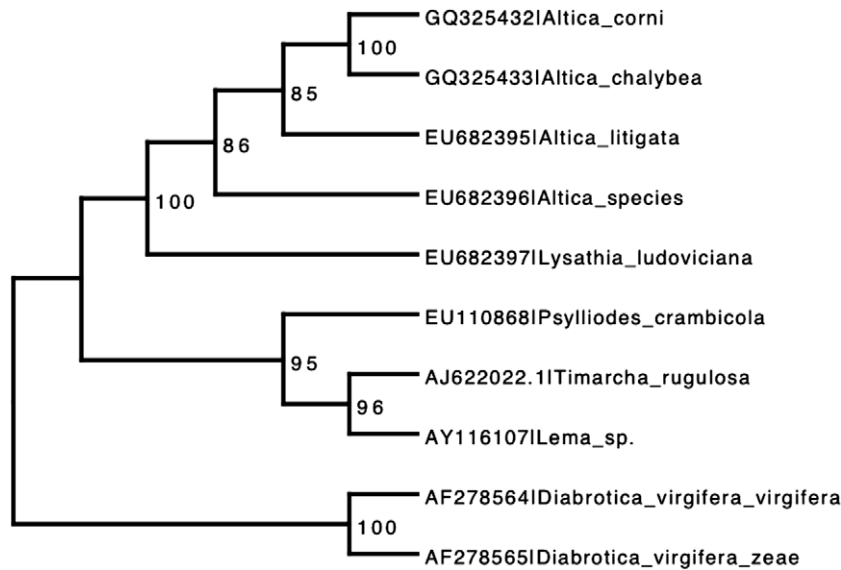 GQ325432|Altica_corni
100
GQ325433|Altica_chalybea
85
EU682395|Altica_litigata
86
EU682396|Altica_species
100
EU682397|Lysathia_ludoviciana
EU110868|Psylliodes_crambicola
95
AJ622022.1|Timarcha_rugulosa
96
AY116107|Lema_sp.
AF278564|Diabrotica_virgifera_virgifera
100
AF278565|Diabrotica_virgifera_zeae